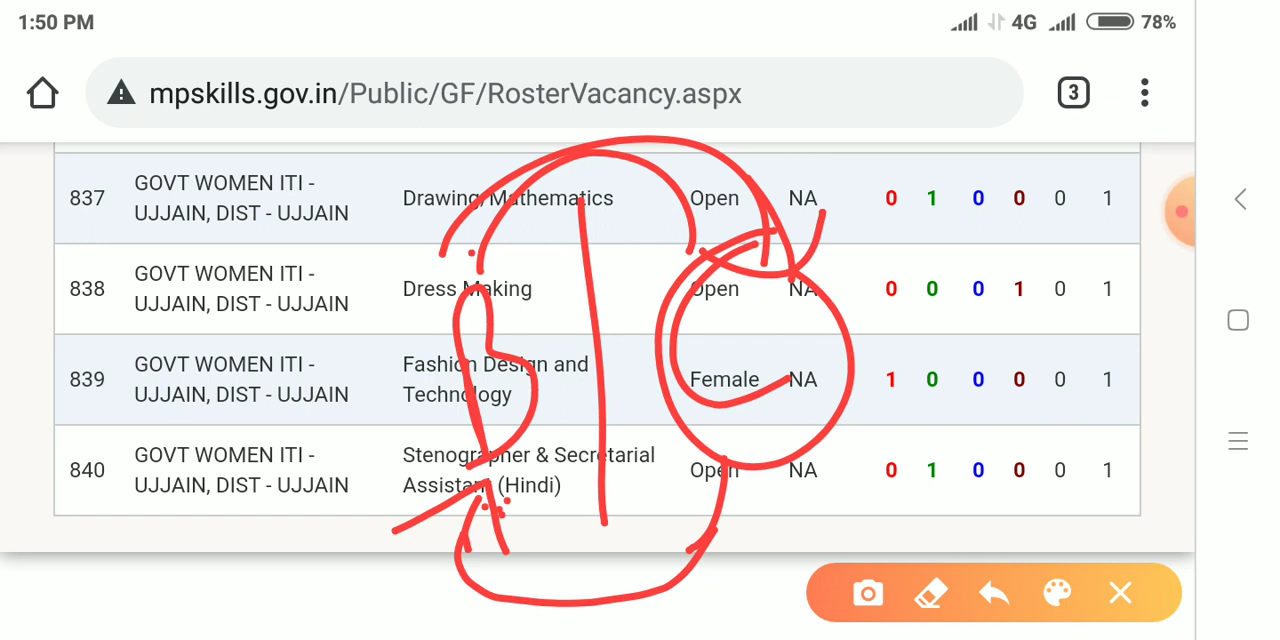 1:50 PM 4G 78%
mpskills.gov.in/Public/GF/RosterVacancy.aspx 3
837 GOVT WOMEN ITI - UJJAIN, DIST - UJJAIN Drawing/Mathematics Open NA 0 1 0 0 0 1
838 GOVT WOMEN ITI - UJJAIN, DIST - UJJAIN Dress Making Open NA 0 0 0 1 0 1
839 GOVT WOMEN ITI - UJJAIN, DIST - UJJAIN Fashion Design and Technology Female NA 1 0 0 0 0 1
840 GOVT WOMEN ITI - UJJAIN, DIST - UJJAIN Stenographer & Secretarial Assistant (Hindi) Open NA 0 1 0 0 0 1